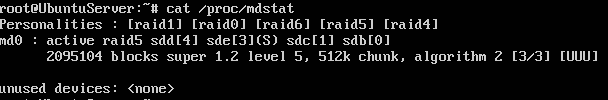 root@UbuntuServer:~# cat /proc/mdstat
Personalities : [raid1] [raid0] [raid6] [raid5] [raid4]
md0 : active raid5 sdd[4] sde[3](S) sdc[1] sdb[0]
2095104 blocks super 1.2 level 5, 512k chunk, algorithm 2 [3/3] [UUU]
unused devices: <none>